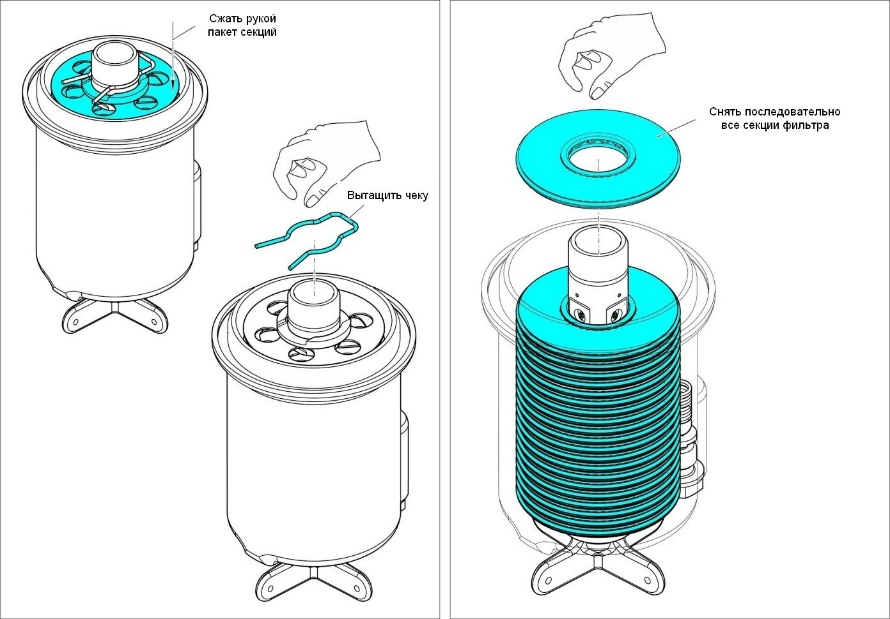 Сжать рукой
пакет секций
Вытащить чеку
Снять последовательно
все секции фильтра